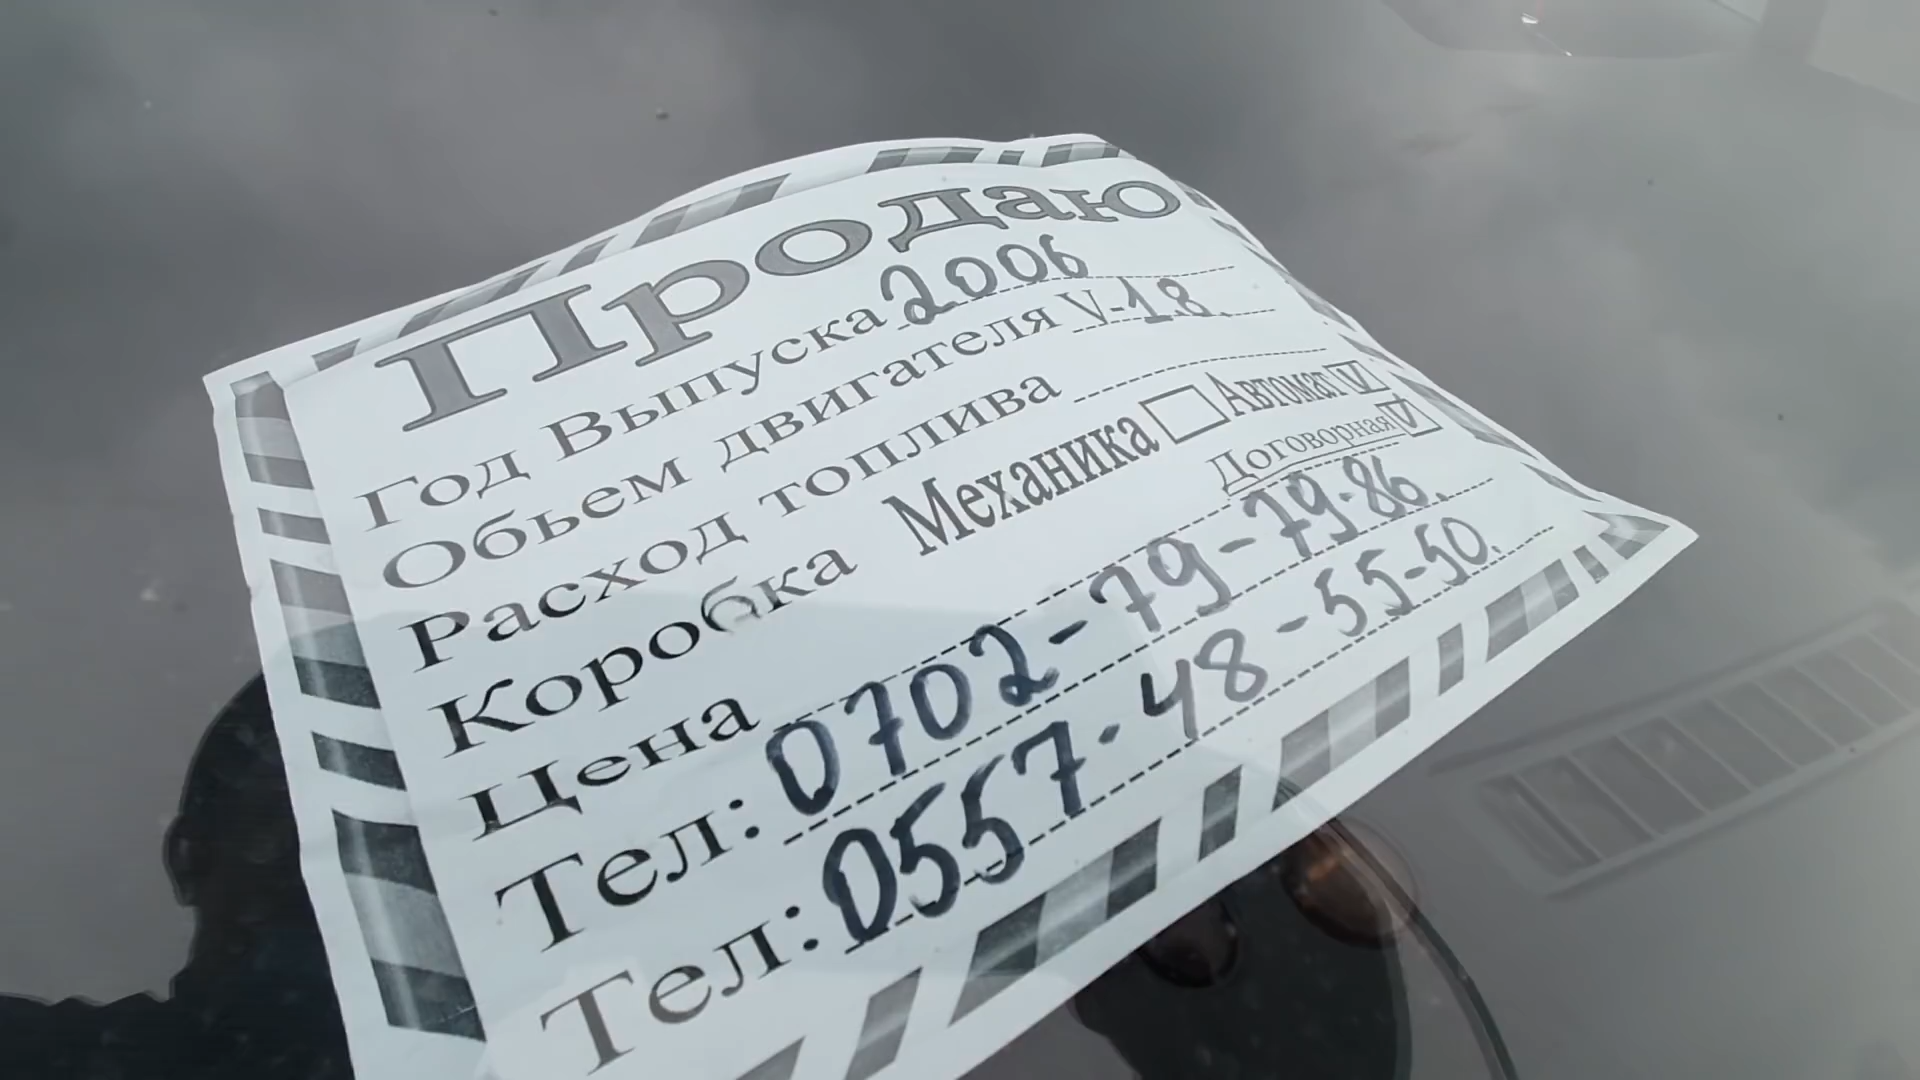 Продаю
Год Выпуска 2006
Обьем двигателя V-1.8.
Расход топлива
Коробка Механика Автомат
Цена Договорная
Тел: 0702-79-79-86.
Тел: 0557-48-55-50.